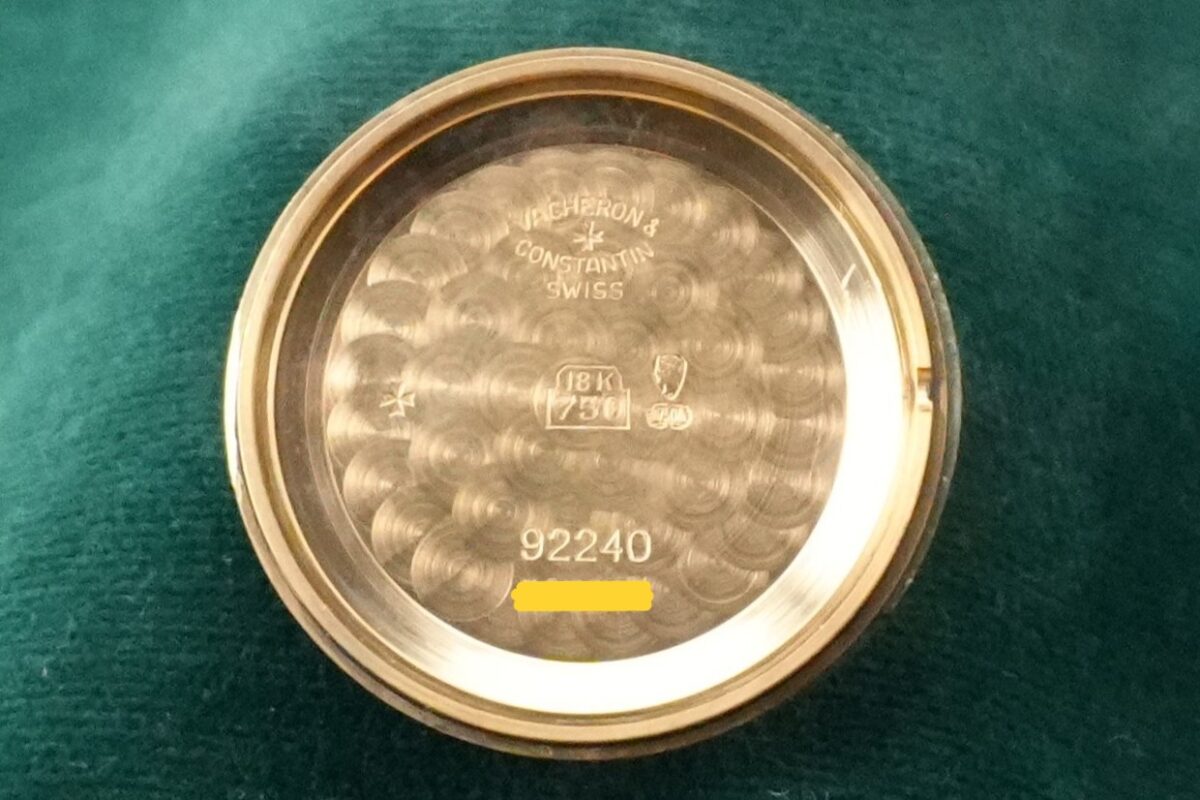 VACHERON &
CONSTANTIN
SWISS
18K
750
92240